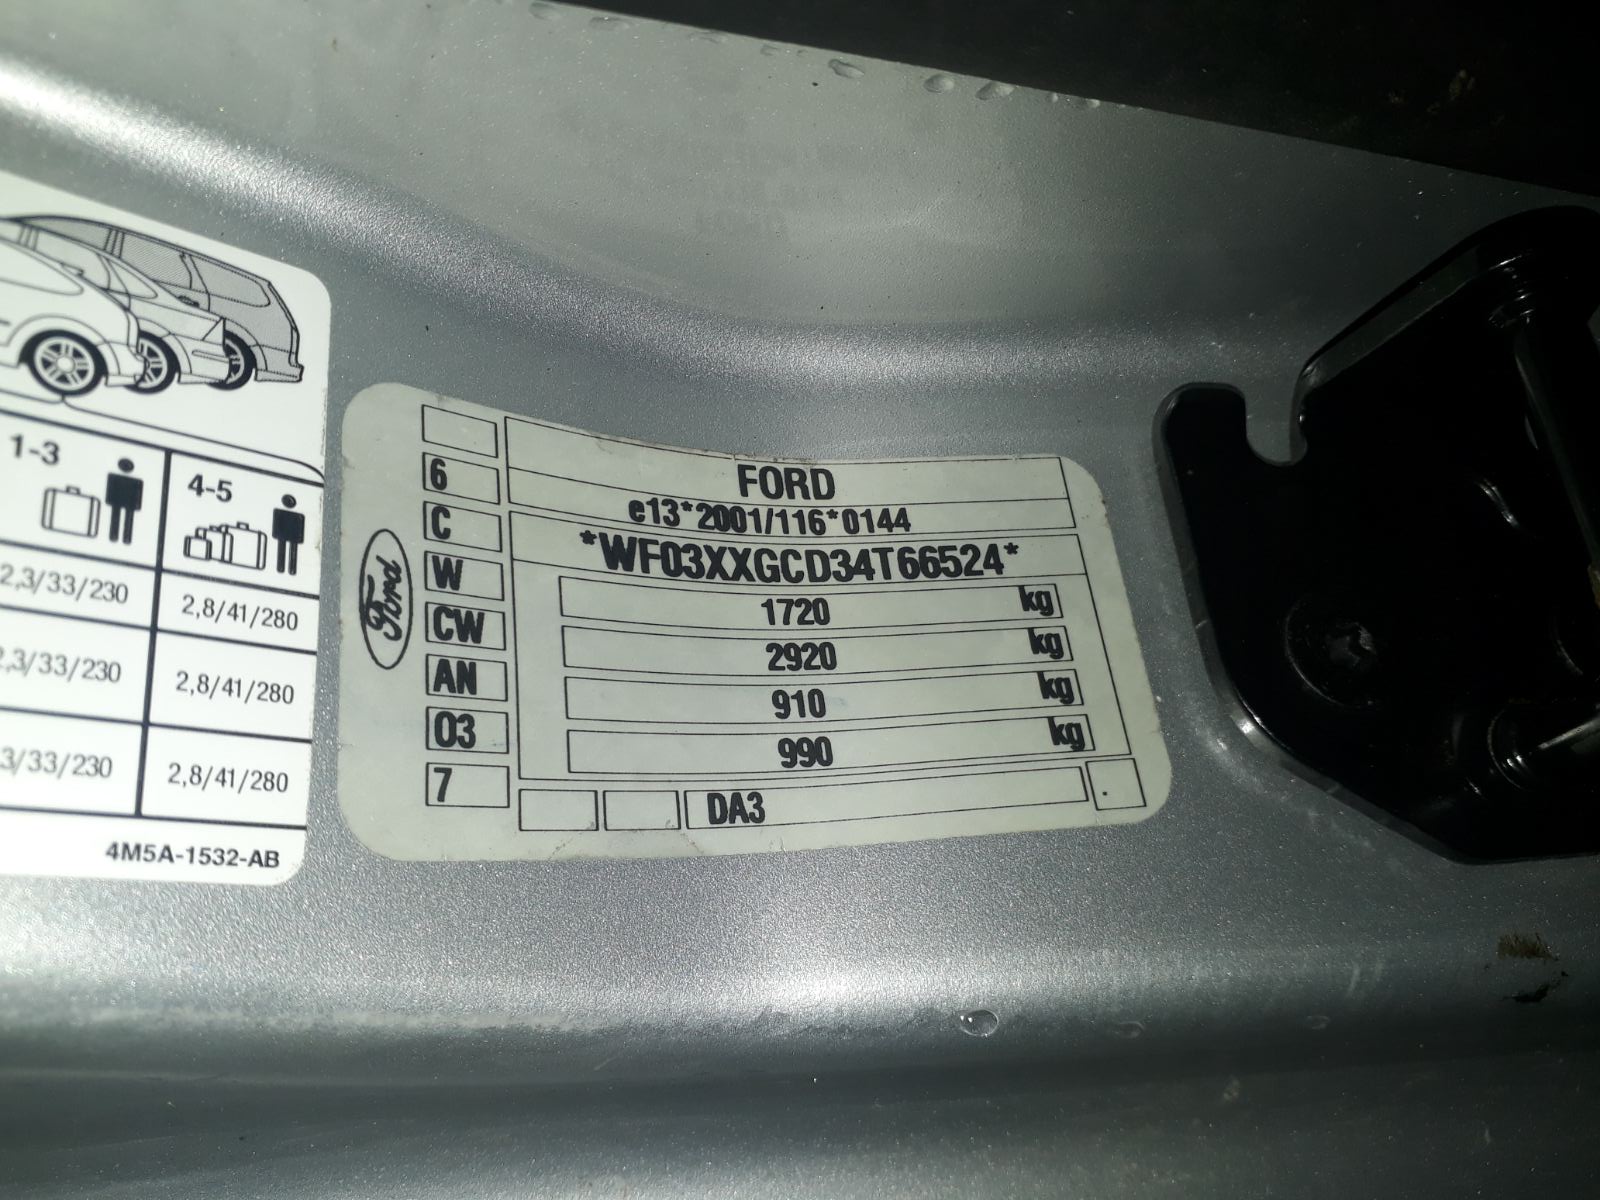 1-3
4-5
2,3/33/230
2,8/41/280
2,3/33/230
2,8/41/280
3/33/230
2,8/41/280
4M5A-1532-AB
Ford
6
C
W
CW
AN
03
7
FORD
e13*2001/116*0144
*WF03XXGCD34T66524*
1720 kg
2920 kg
910 kg
990 kg
DA3